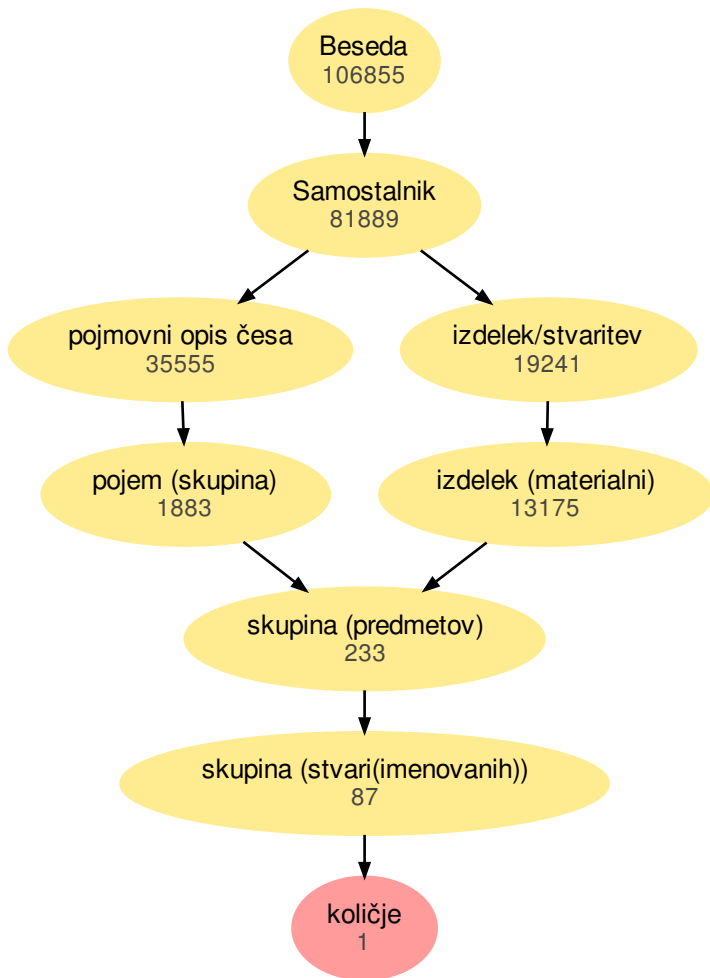 Beseda
106855
Samostalnik
81889
pojmovni opis česa
35555
izdelek/stvaritev
19241
pojem (skupina)
1883
izdelek (materialni)
13175
skupina (predmetov)
233
skupina (stvari(imenovanih))
87
količje
1